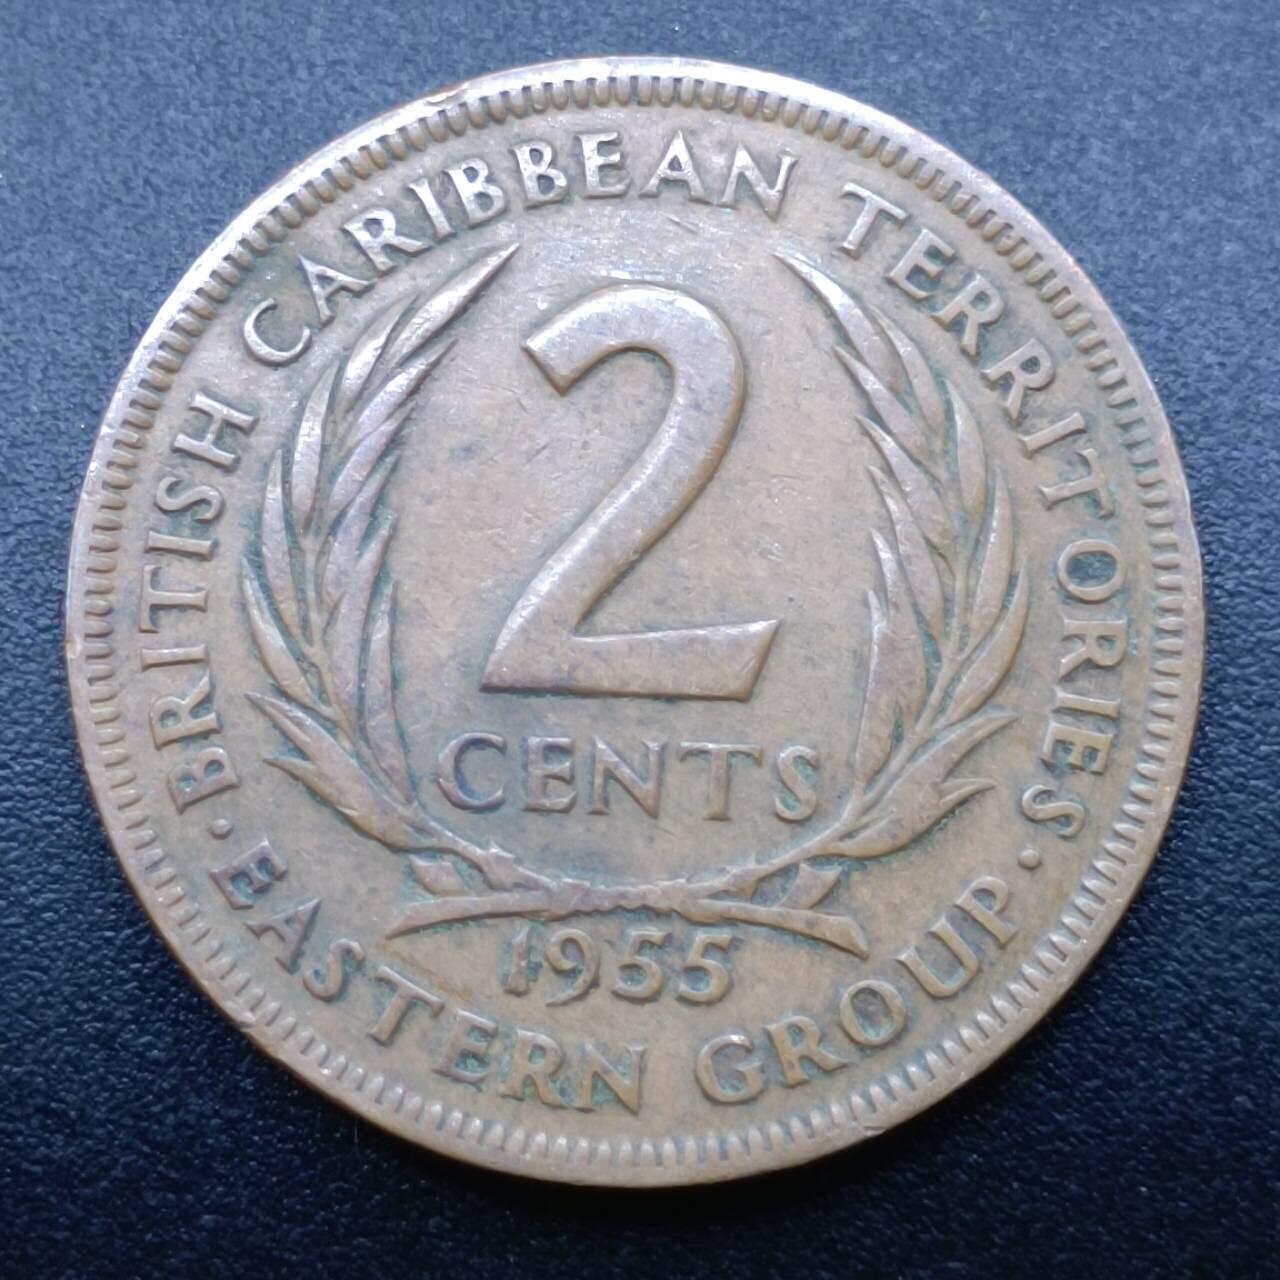 BRITISH CARIBBEAN TERRITORIES
2
CENTS
1955
· EASTERN GROUP ·